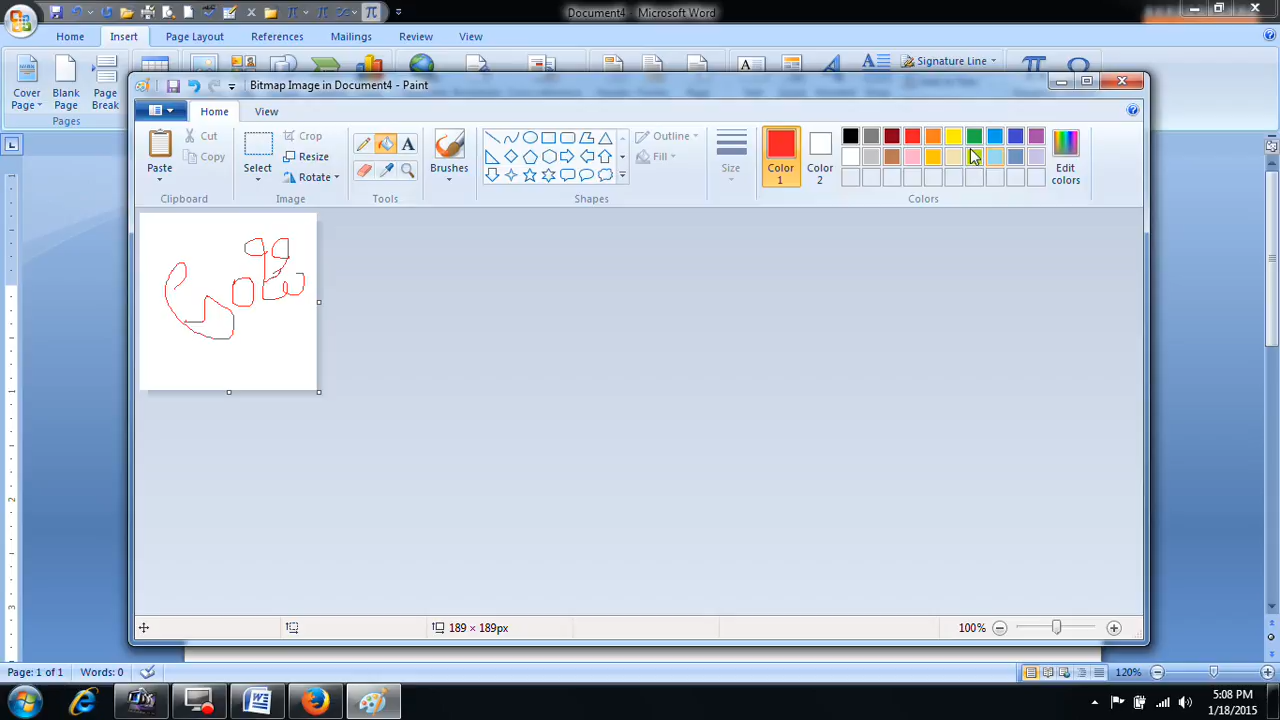 Document4 - Microsoft Word
Home Insert Page Layout References Mailings Review View
Cover Page Blank Page Page Break
Signature Line
Pages
Bitmap Image in Document4 - Paint
Home View
Paste Cut Copy
Select Crop Resize Rotate
Brushes
Outline Fill
Size
Color 1
Color 2
Edit colors
Clipboard Image Tools Shapes Colors
189 × 189px
100%
Page: 1 of 1 Words: 0
120%
5:08 PM
1/18/2015